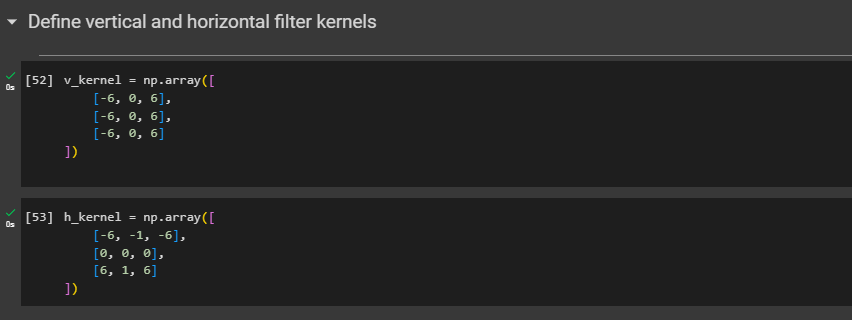 Define vertical and horizontal filter kernels
[52] v_kernel = np.array([
0s
[-6, 0, 6],
[-6, 0, 6],
[-6, 0, 6]
])
[53] h_kernel = np.array([
0s
[-6, -1, -6],
[0, 0, 0],
[6, 1, 6]
])